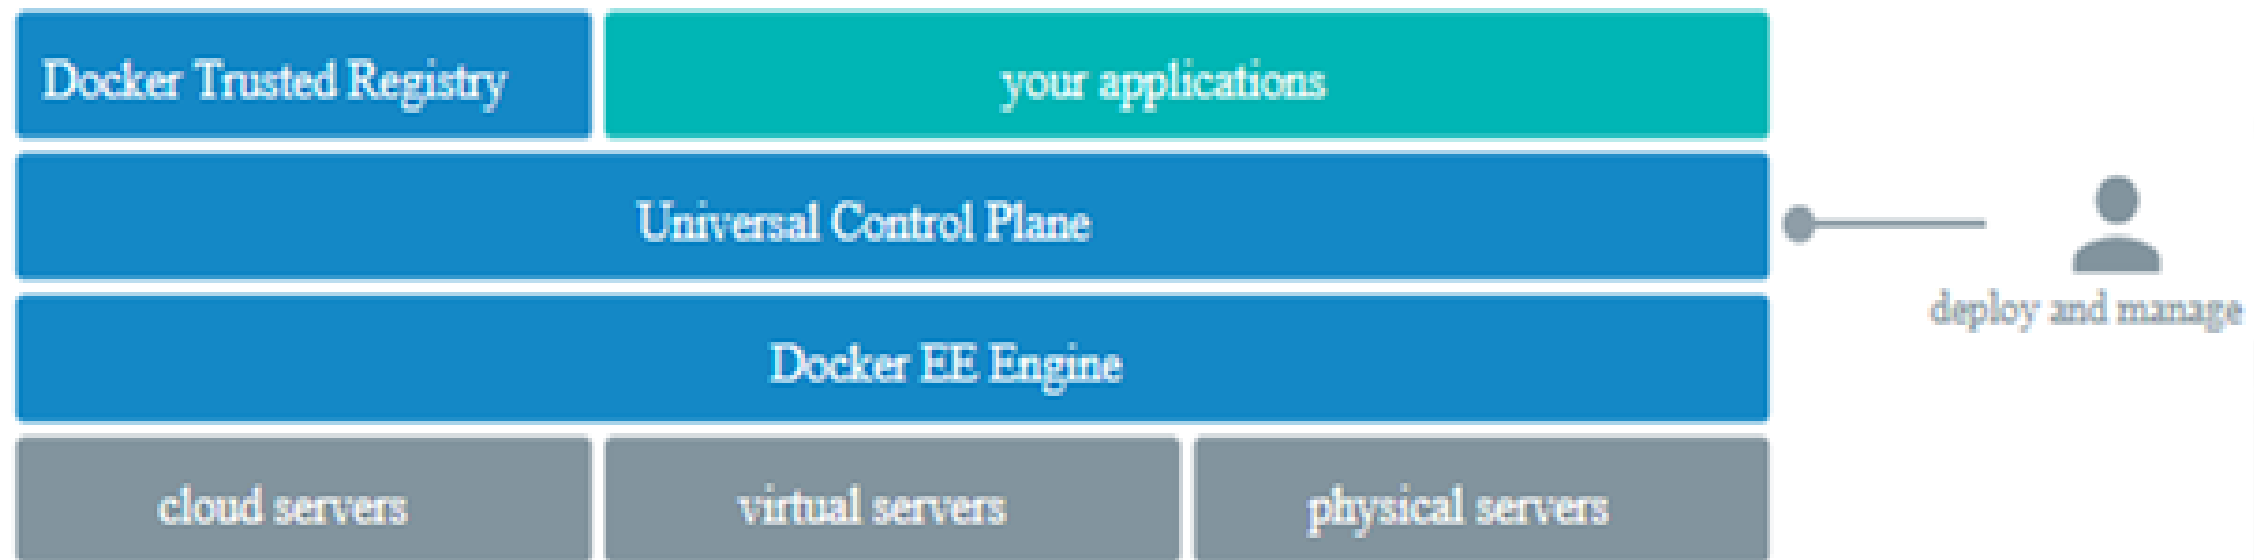 Docker Trusted Registry
your applications
Universal Control Plane
deploy and manage
Docker EE Engine
cloud servers
virtual servers
physical servers